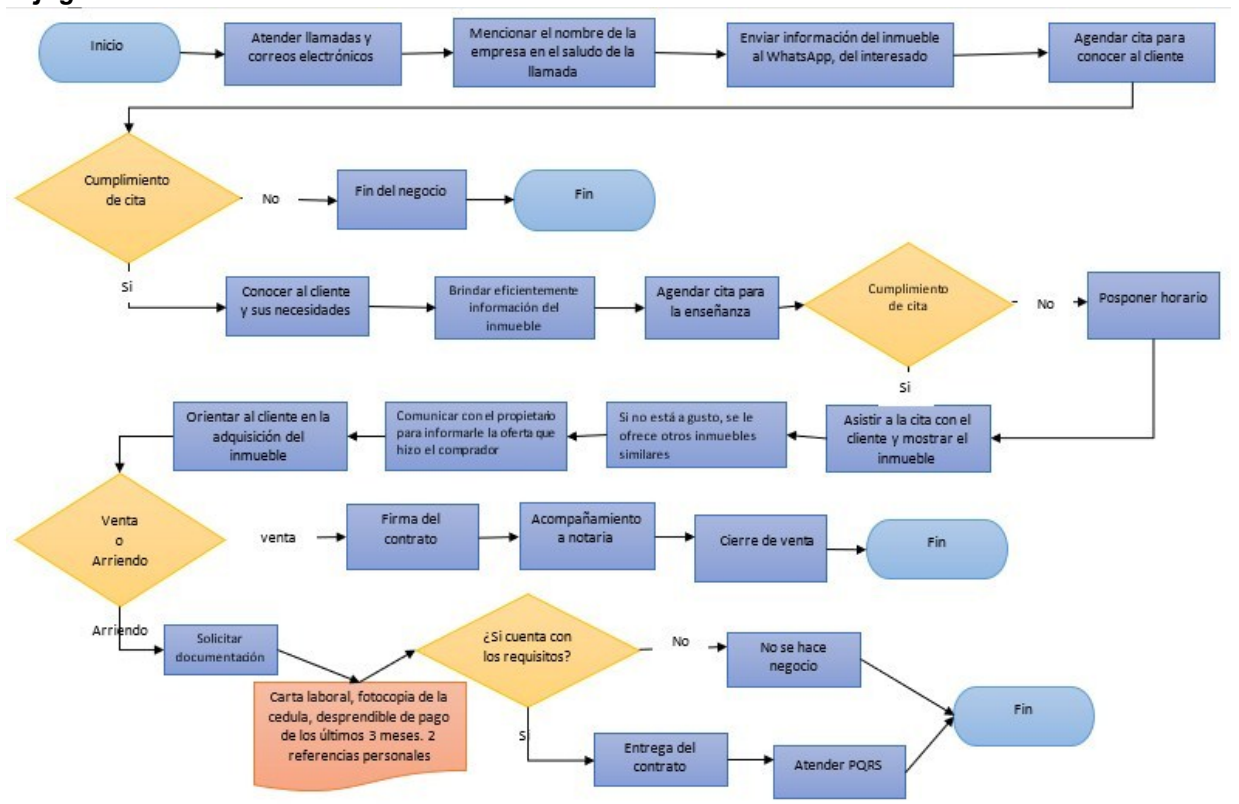 Inicio
Atender llamadas y
correos electrónicos
Mencionar el nombre de la
empresa en el saludo de la
llamada
Enviar información del inmueble
al WhatsApp, del interesado
Agendar cita para
conocer al cliente
Cumplimiento
de cita
No
Fin del negocio
Fin
Si
Conocer al cliente
y sus necesidades
Brindar eficientemente
información del
inmueble
Agendar cita para
la enseñanza
Cumplimiento
de cita
No
Posponer horario
Si
Asistir a la cita con el
cliente y mostrar el
inmueble
Si no está a gusto, se le
ofrece otros inmuebles
similares
Comunicar con el propietario
para informarle la oferta que
hizo el comprador
Orientar al cliente en la
adquisición del
inmueble
Venta
o
Arriendo
venta
Firma del
contrato
Acompañamiento
a notaria
Cierre de venta
Fin
Arriendo
Solicitar
documentación
Carta laboral, fotocopia de la
cedula, desprendible de pago
de los últimos 3 meses. 2
referencias personales
¿Si cuenta con
los requisitos?
No
No se hace
negocio
Si
Entrega del
contrato
Atender PQRS
Fin